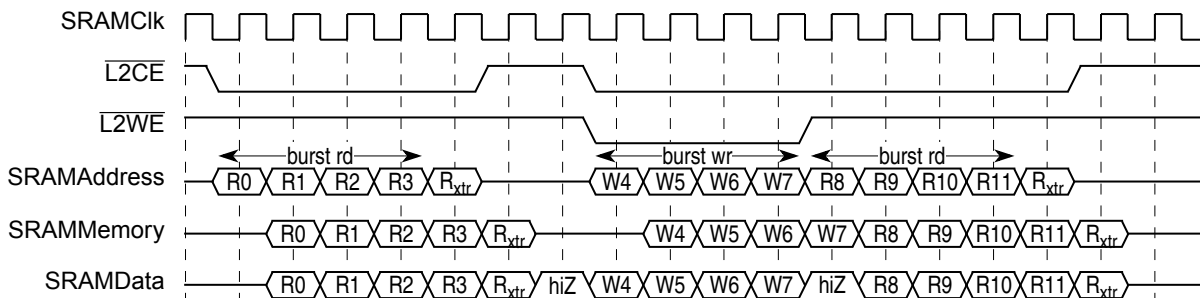 SRAMClk
L2CE
L2WE
burst rd burst wr burst rd
SRAMAddress R0 R1 R2 R3 Rxtr W4 W5 W6 W7 R8 R9 R10 R11 Rxtr
SRAMMemory R0 R1 R2 R3 Rxtr W4 W5 W6 W7 R8 R9 R10 R11 Rxtr
SRAMData R0 R1 R2 R3 Rxtr hiZ W4 W5 W6 W7 hiZ R8 R9 R10 R11 Rxtr